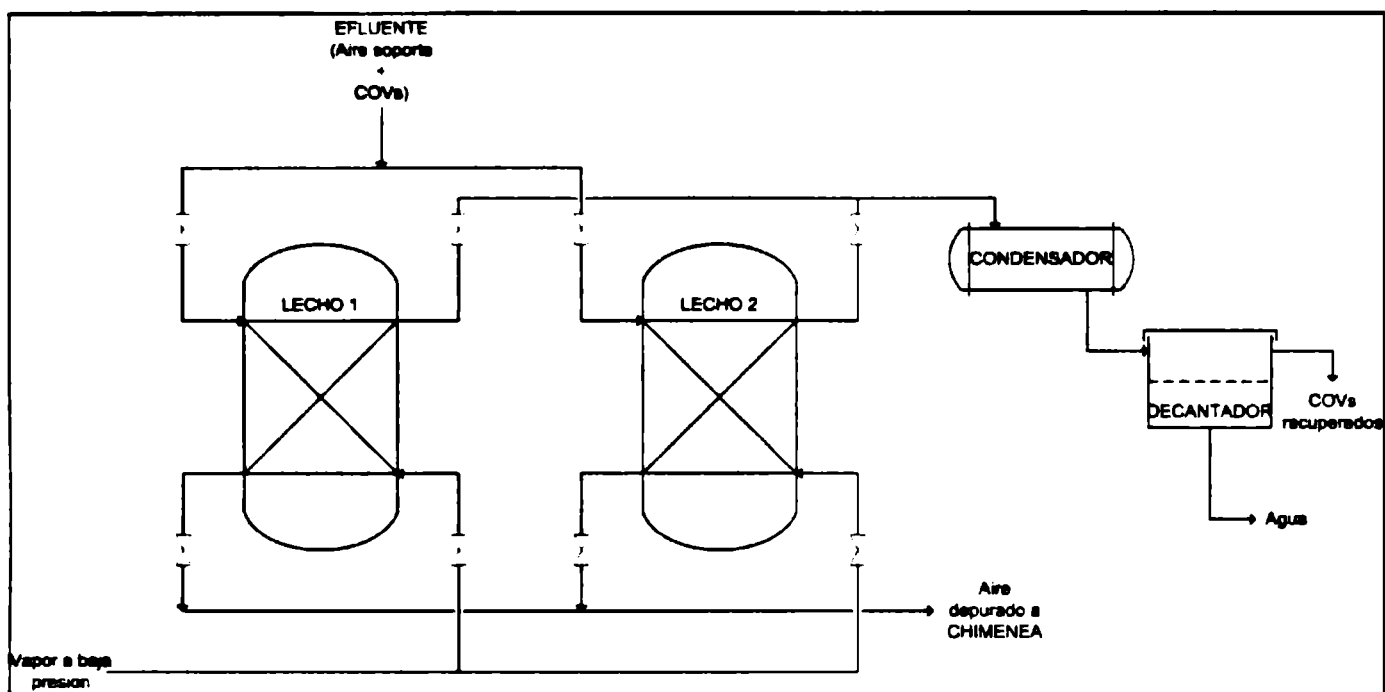 EFLUENTE
(Aire soporte
+
COVs)
LECHO 1
LECHO 2
CONDENSADOR
DECANTADOR
COVs
recuperados
Agua
Aire
depurado a
CHIMENEA
Vapor a baja
presion